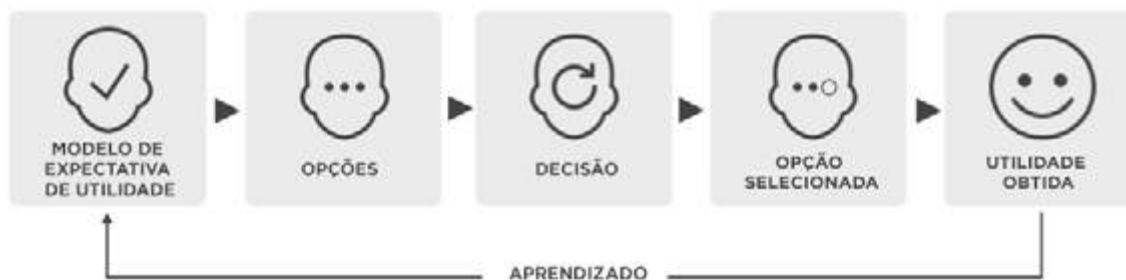 MODELO DE
EXPECTATIVA
DE UTILIDADE
OPÇÕES
DECISÃO
OPÇÃO
SELECIONADA
UTILIDADE
OBTIDA
APRENDIZADO